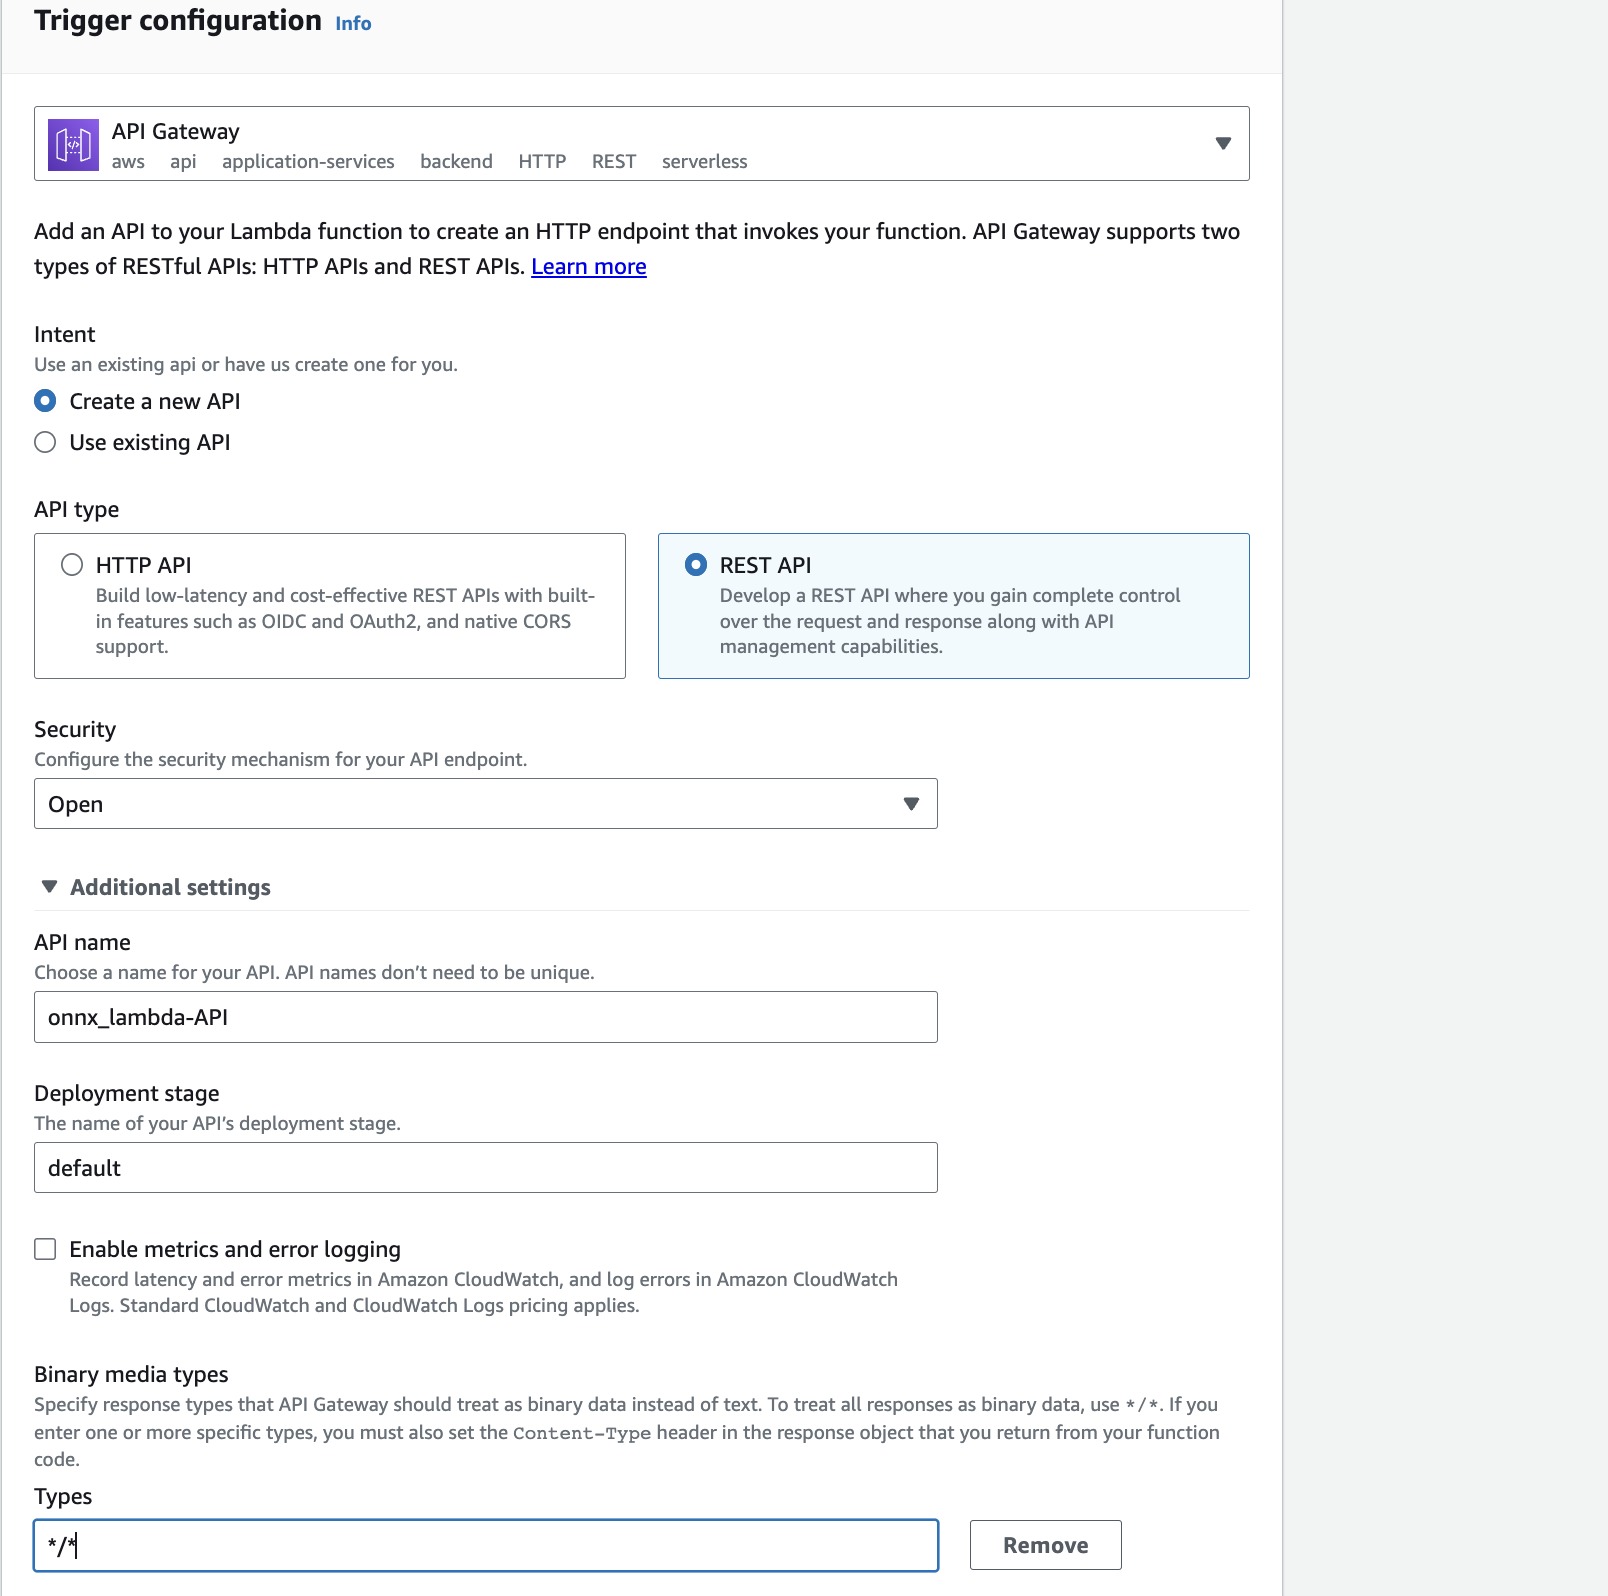 Trigger configuration Info
API Gateway
aws api application-services backend HTTP REST serverless
Add an API to your Lambda function to create an HTTP endpoint that invokes your function. API Gateway supports two
types of RESTful APIs: HTTP APIs and REST APIs. Learn more
Intent
Use an existing api or have us create one for you.
Create a new API
Use existing API
API type
HTTP API
Build low-latency and cost-effective REST APIs with built-
in features such as OIDC and OAuth2, and native CORS
support.
REST API
Develop a REST API where you gain complete control
over the request and response along with API
management capabilities.
Security
Configure the security mechanism for your API endpoint.
Open
Additional settings
API name
Choose a name for your API. API names don’t need to be unique.
onnx_lambda-API
Deployment stage
The name of your API’s deployment stage.
default
Enable metrics and error logging
Record latency and error metrics in Amazon CloudWatch, and log errors in Amazon CloudWatch
Logs. Standard CloudWatch and CloudWatch Logs pricing applies.
Binary media types
Specify response types that API Gateway should treat as binary data instead of text. To treat all responses as binary data, use */*. If you
enter one or more specific types, you must also set the Content-Type header in the response object that you return from your function
code.
Types
*/*
Remove